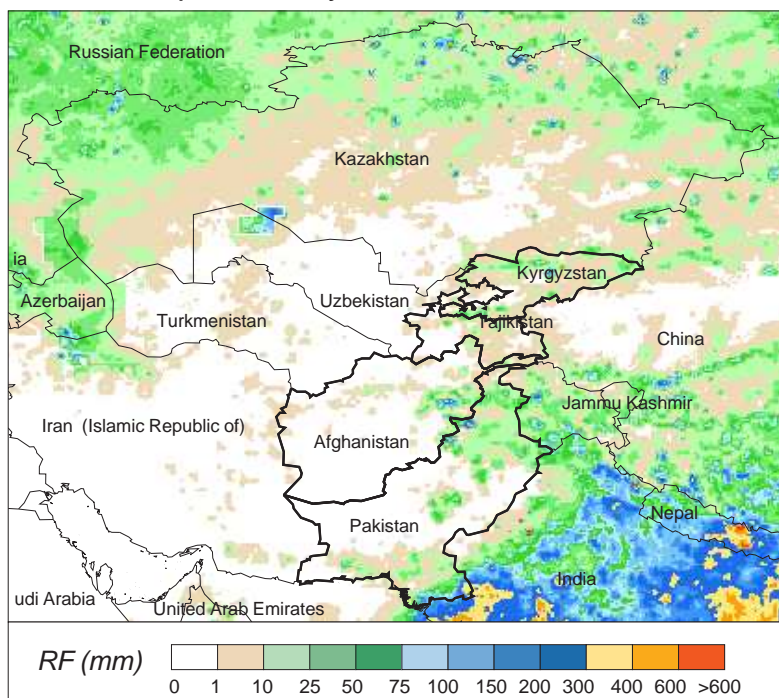 Russian Federation
Kazakhstan
ia
Kyrgyzstan
Azerbaijan
Uzbekistan
Turkmenistan
Tajikistan
China
Jammu Kashmir
Iran (Islamic Republic of)
Afghanistan
Nepal
Pakistan
India
udi Arabia
United Arab Emirates
RF (mm)
0 1 10 25 50 75 100 150 200 300 400 600 >600